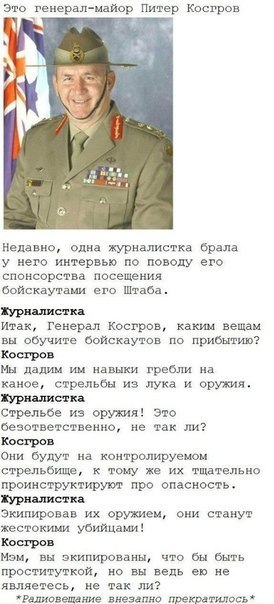 Это генерал-майор Питер Косгров
Недавно, одна журналистка брала
у него интервью по поводу его
спонсорства посещения
бойскаутами его Штаба.
Журналистка
Итак, Генерал Косгров, каким вещам
вы обучите бойскаутов по прибытию?
Косгров
Мы дадим им навыки гребли на
каное, стрельбы из лука и оружия.
Журналистка
Стрельбе из оружия! Это
безответственно, не так ли?
Косгров
Они будут на контролируемом
стрельбище, к тому же их тщательно
проинструктируют про опасность.
Журналистка
Экипировав их оружием, они станут
жестокими убийцами!
Косгров
Мэм, вы экипированы, что бы быть
проституткой, но вы ведь ею не
являетесь, не так ли?
*Радиовещание внезапно прекратилось*